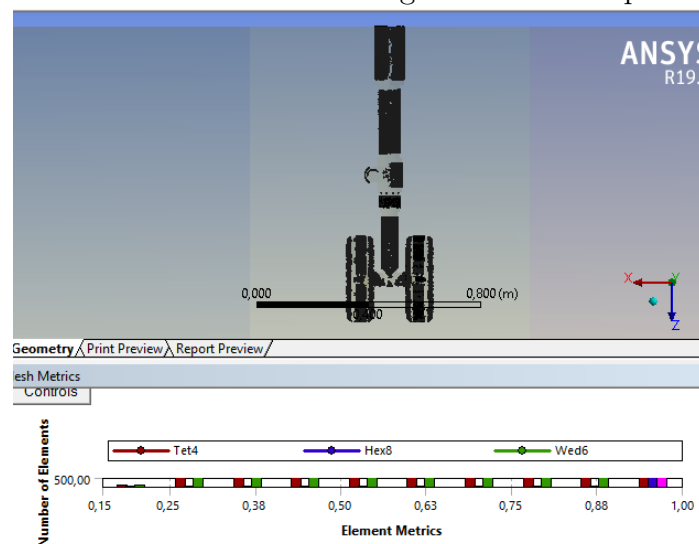 ANSYS
R19.
0,000
0,800 (m)
0,400
X
Y
Z
Geometry Print Preview Report Preview
esh Metrics
Controls
Number of Elements
Tet4 Hex8 Wed6
500,00
0,15 0,25 0,38 0,50 0,63 0,75 0,88 1,00
Element Metrics